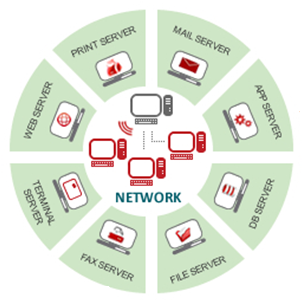 PRINT SERVER
MAIL SERVER
WEB SERVER
APP SERVER
NETWORK
TERMINAL
SERVER
DB SERVER
FAX SERVER
FILE SERVER